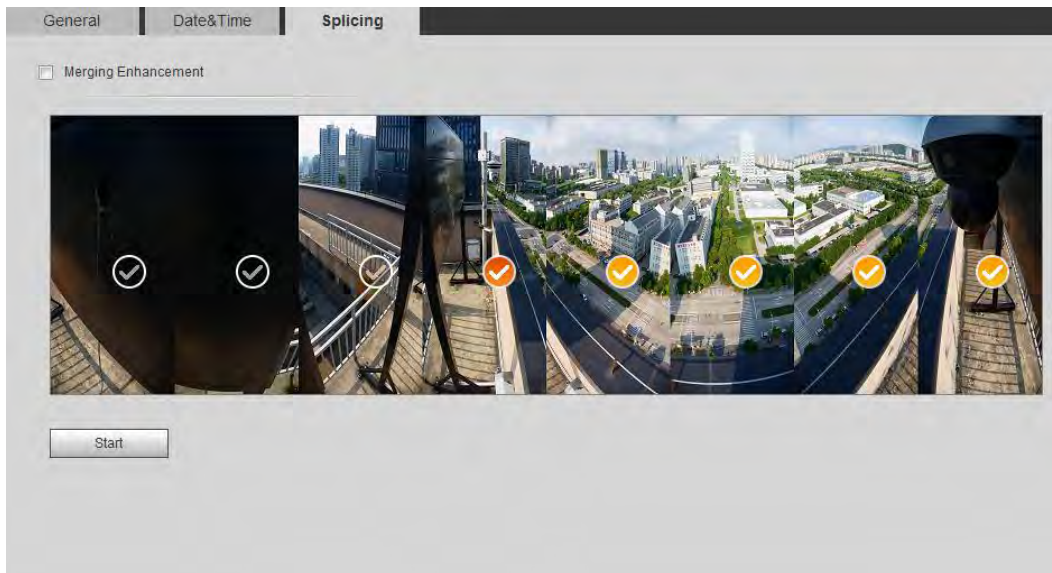 General
Date&Time
Splicing
Merging Enhancement
Start